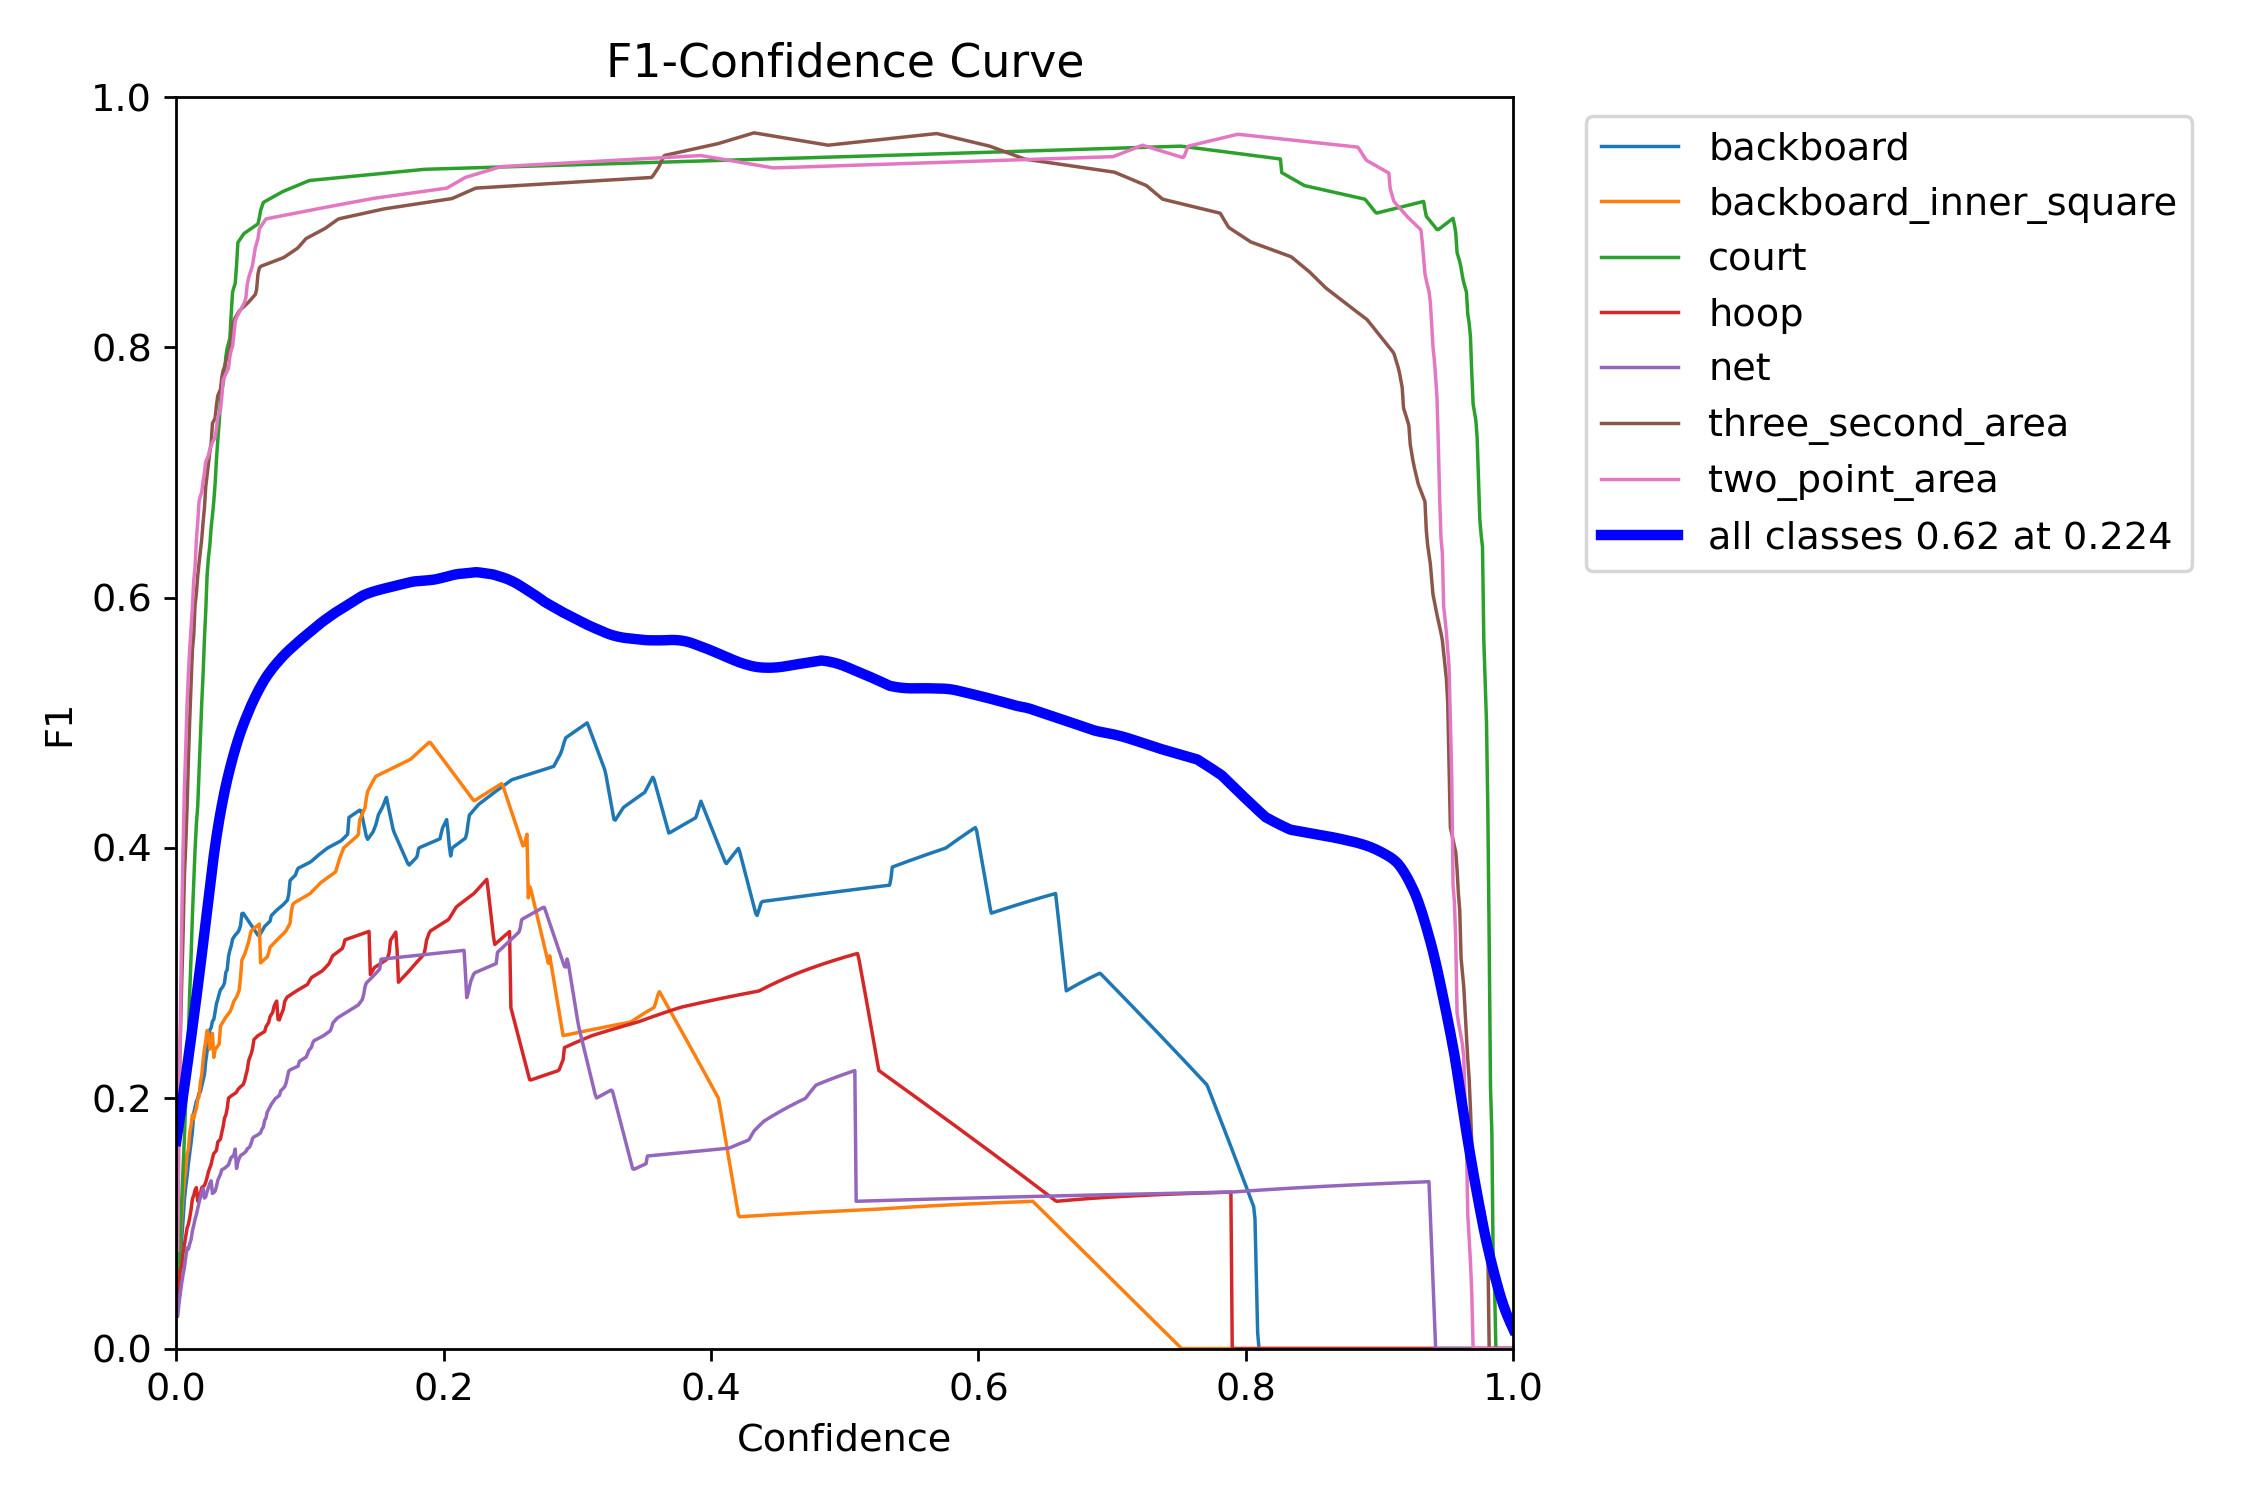 F1-Confidence Curve
1.0
0.8
0.6
0.4
0.2
0.0
F1
0.0 0.2 0.4 0.6 0.8 1.0
Confidence
backboard
backboard_inner_square
court
hoop
net
three_second_area
two_point_area
all classes 0.62 at 0.224